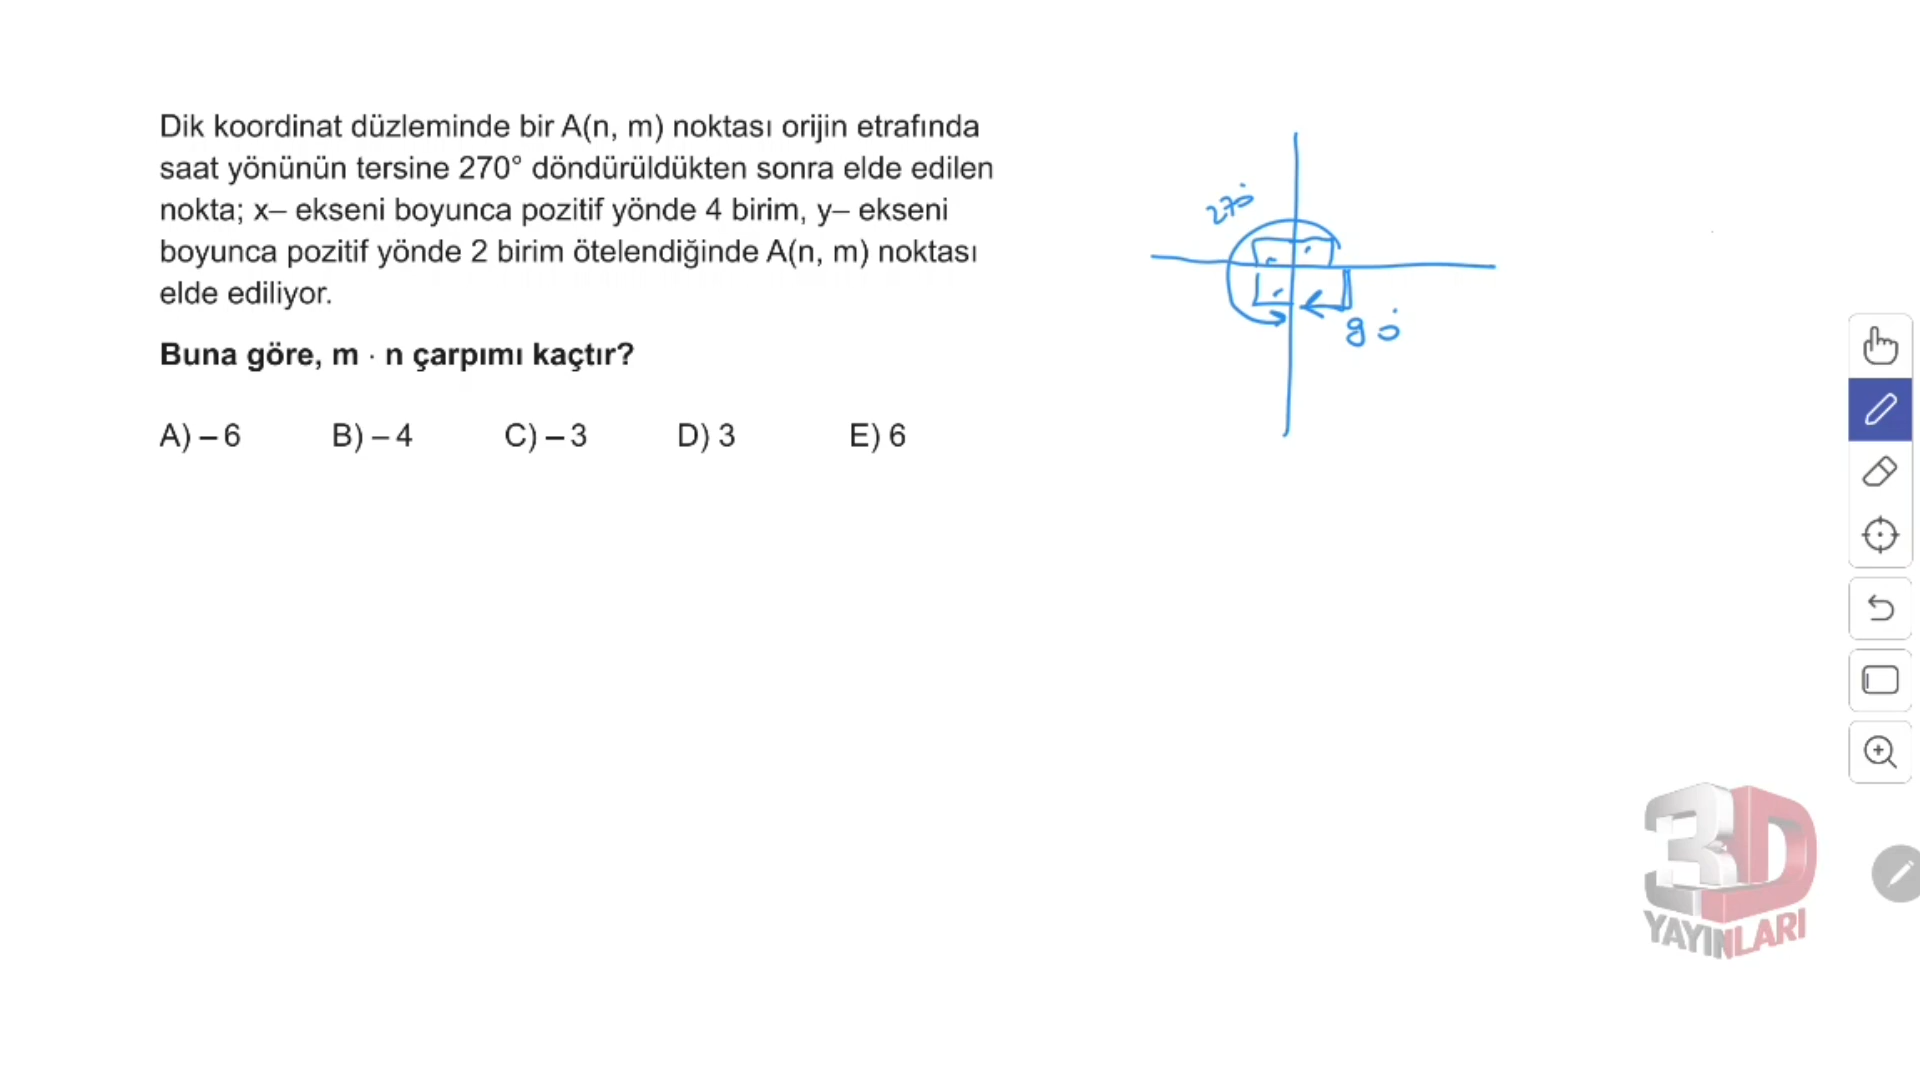 Dik koordinat düzleminde bir A(n, m) noktası orijin etrafında
saat yönünün tersine 270° döndürüldükten sonra elde edilen
nokta; x– ekseni boyunca pozitif yönde 4 birim, y– ekseni
boyunca pozitif yönde 2 birim ötelendiğinde A(n, m) noktası
elde ediliyor.
Buna göre, m · n çarpımı kaçtır?
A) – 6 B) – 4 C) – 3 D) 3 E) 6
270°
90°
3D
YAYINLARI